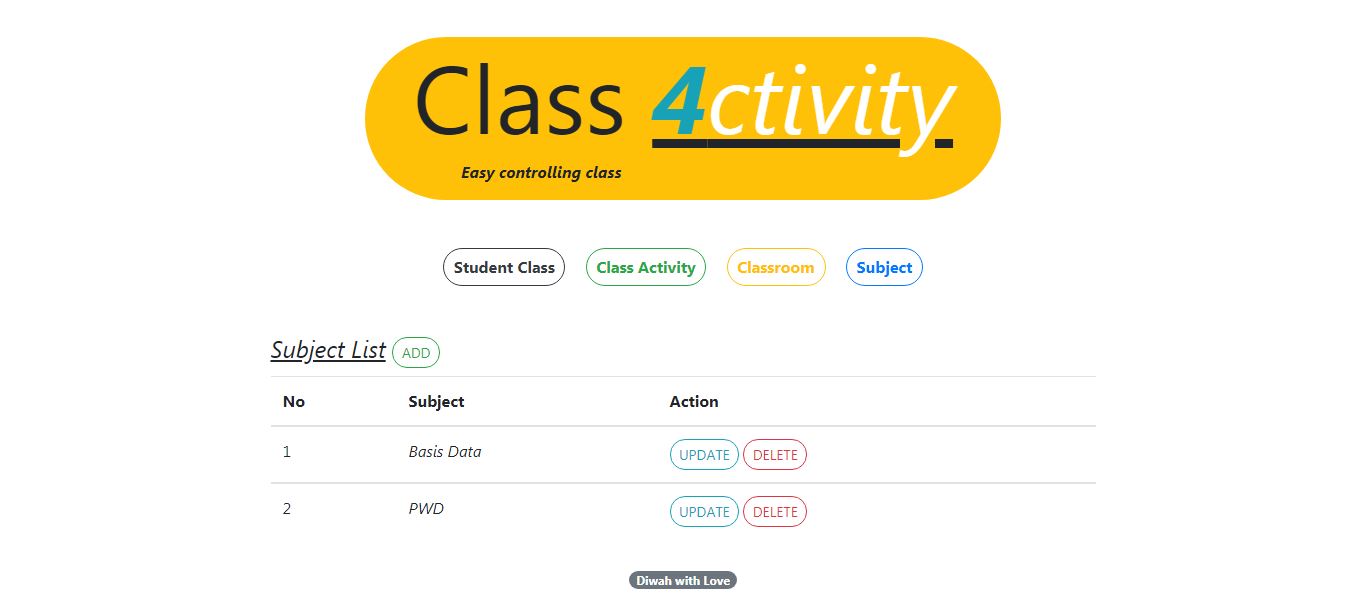 Class 4ctivity
Easy controlling class
Student Class Class Activity Classroom Subject
Subject List ADD
No Subject Action
1 Basis Data UPDATE DELETE
2 PWD UPDATE DELETE
Diwah with Love